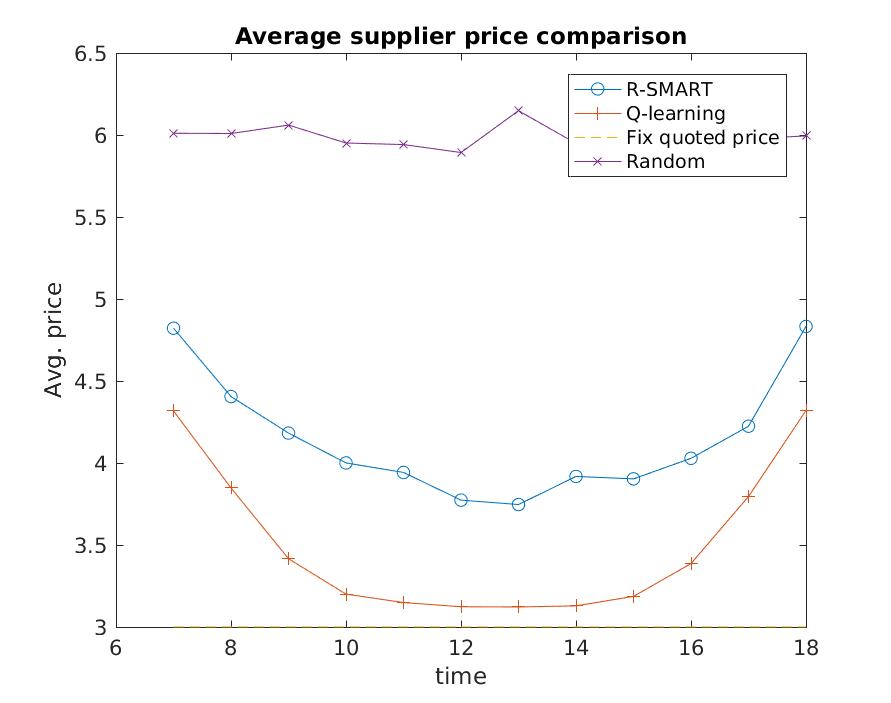 Average supplier price comparison
6.5
6
5.5
5
4.5
4
3.5
3
Avg. price
R-SMART
Q-learning
Fix quoted price
Random
6 8 10 12 14 16 18
time